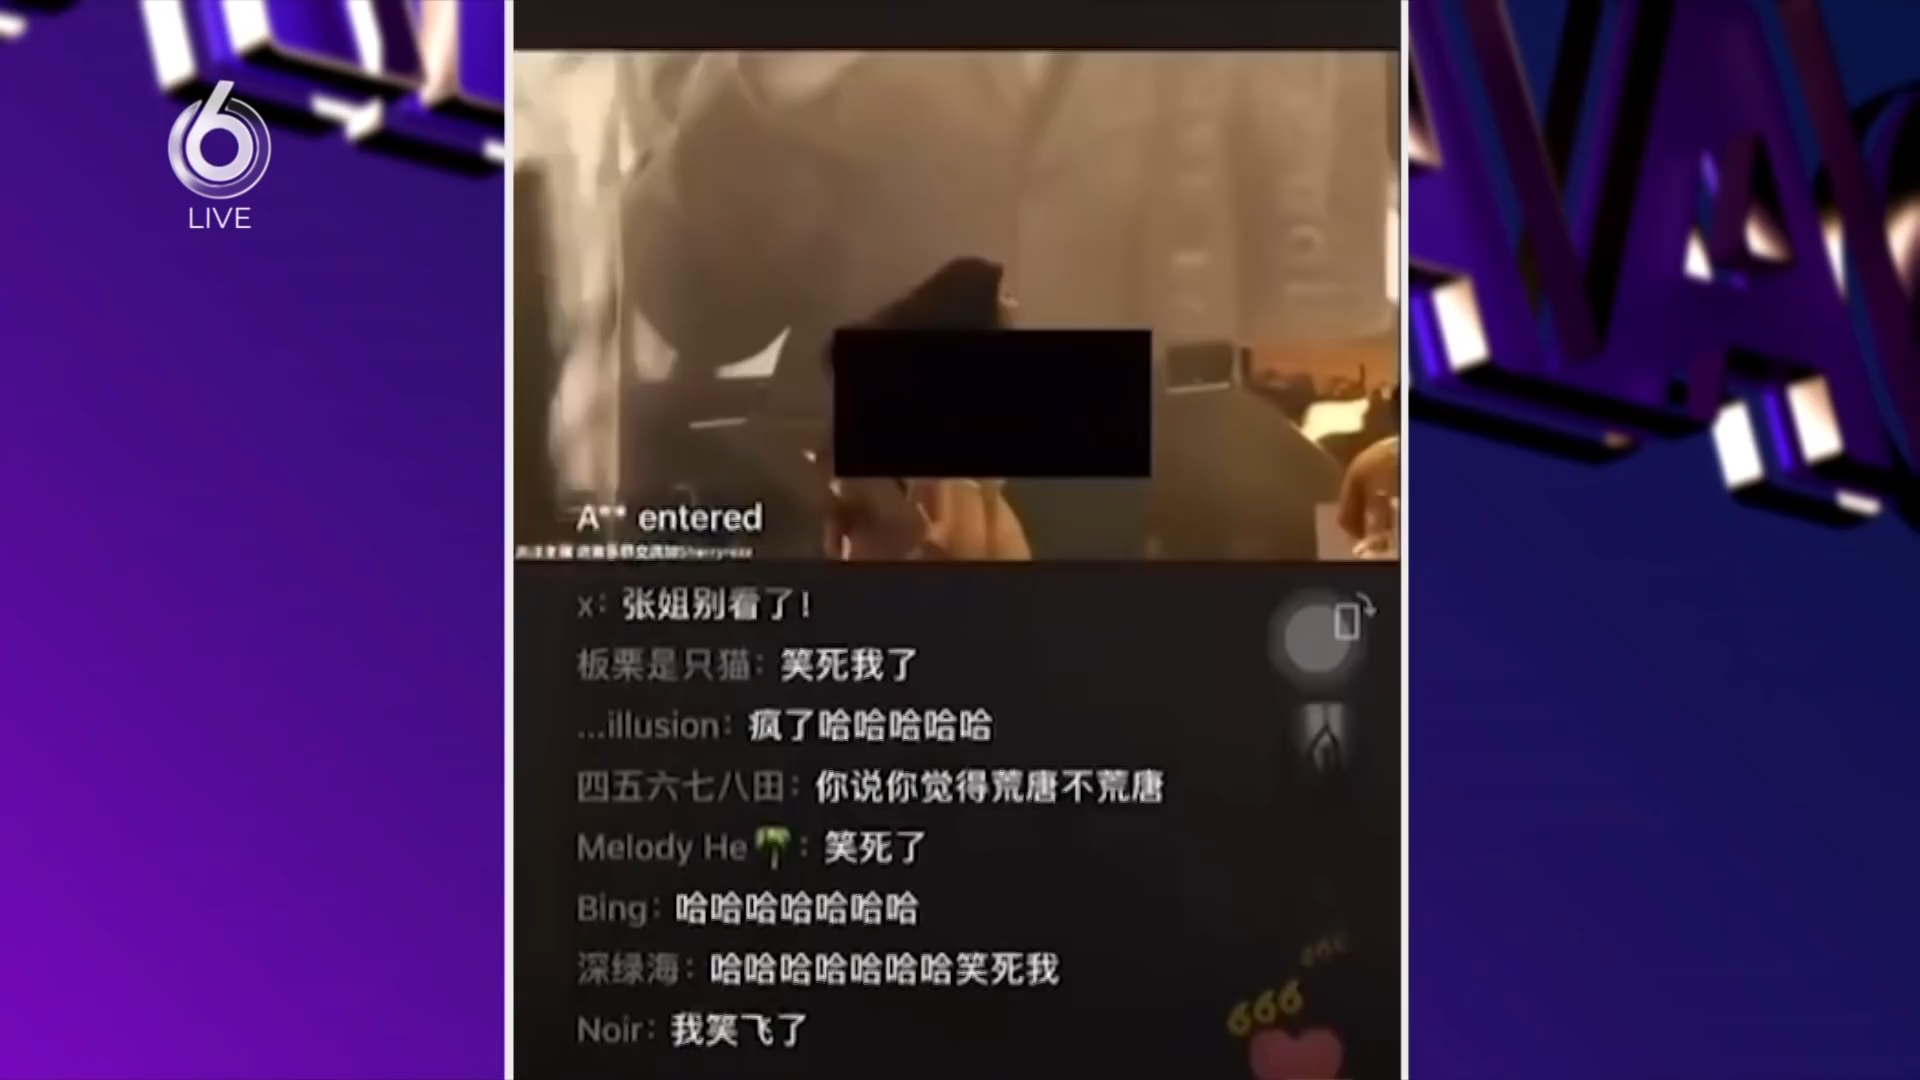 6
LIVE
A** entered
x: 张姐别看了!
板栗是只猫: 笑死我了
...illusion: 疯了哈哈哈哈哈
四五六七八田: 你说你觉得荒唐不荒唐
Melody He🌴: 笑死了
Bing: 哈哈哈哈哈哈哈
深绿海: 哈哈哈哈哈哈哈笑死我
Noir: 我笑飞了
666